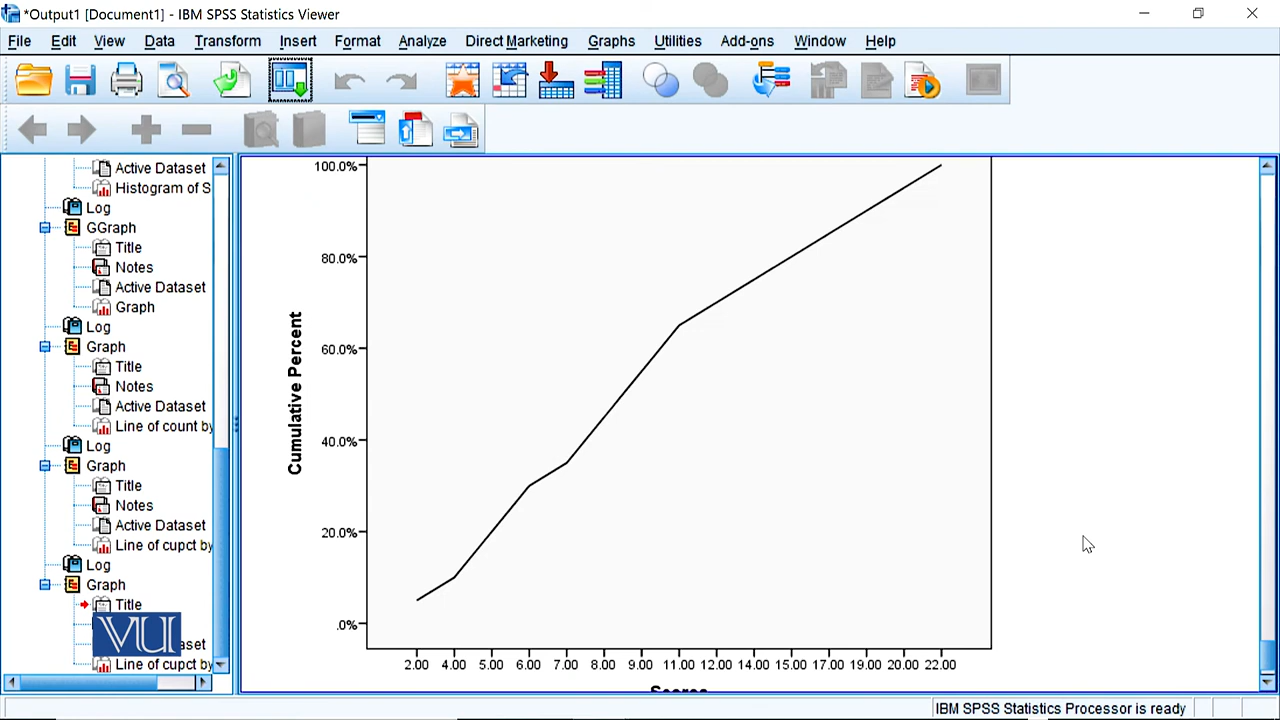 *Output1 [Document1] - IBM SPSS Statistics Viewer
File Edit View Data Transform Insert Format Analyze Direct Marketing Graphs Utilities Add-ons Window Help
Active Dataset
Histogram of S
Log
GGraph
Title
Notes
Active Dataset
Graph
Log
Graph
Title
Notes
Active Dataset
Line of count by
Log
Graph
Title
Notes
Active Dataset
Line of cupct by
Log
Graph
Title
VU
aset
Line of cupct by
Cumulative Percent
100.0%
80.0%
60.0%
40.0%
20.0%
.0%
2.00 4.00 5.00 6.00 7.00 8.00 9.00 11.00 12.00 14.00 15.00 17.00 19.00 20.00 22.00
Scores
IBM SPSS Statistics Processor is ready